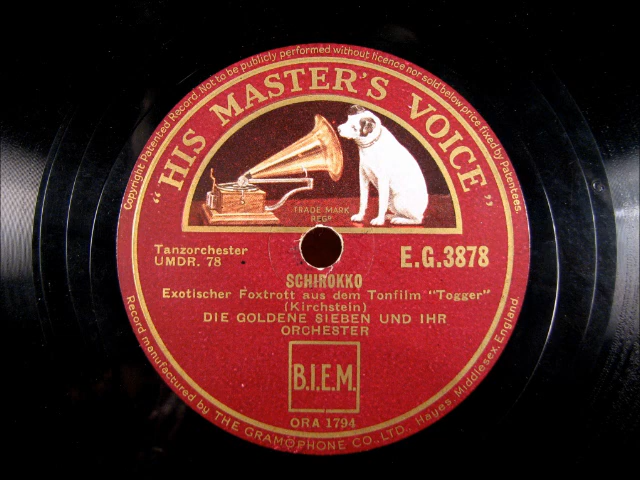 Copyright Patented Record. Not to be publicly performed without licence nor sold below price fixed by Patentees.
"HIS MASTER'S VOICE"
TRADE MARK
REGD.
Tanzorchester
UMDR. 78
E.G.3878
SCHIROKKO
Exotischer Foxtrott aus dem Tonfilm "Togger"
(Kirchstein)
DIE GOLDENE SIEBEN UND IHR
ORCHESTER
B.I.E.M.
ORA 1794
Record manufactured by THE GRAMOPHONE CO., LTD., Hayes, Middlesex, England.